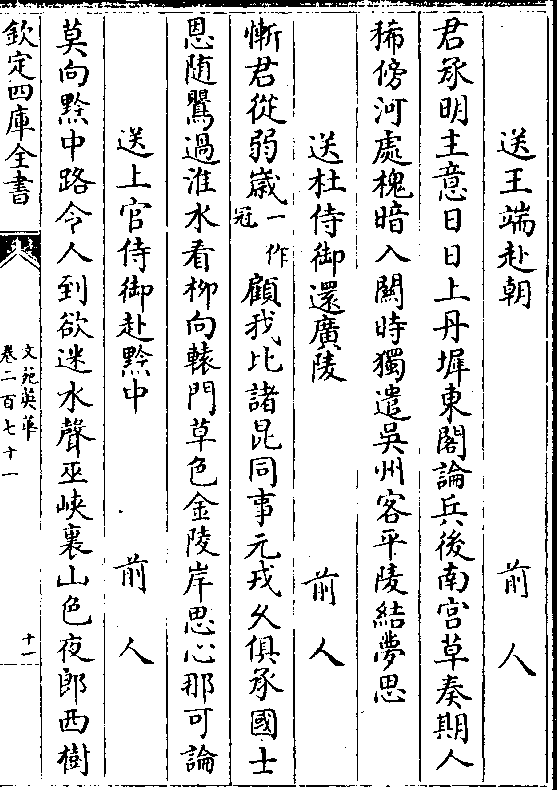 送王端赴朝　前人
君承明主意日日上丹墀東閣論兵後南宫草奏期人
稀傍河處槐暗入關時獨遣吳州客平陵結夢思
送杜侍御還廣陵　前人
慚君從弱歲一作冠顧我比諸昆同事元戎久俱承國士
恩随鴈過淮水看柳向轅門草色金陵岸思心那可論
送上官侍御赴黔中　前人
莫向黔中路令人到欲迷水聲巫峽裏山色夜郎西樹
欽定四庫全書
文苑英華
卷二百七十一
十一